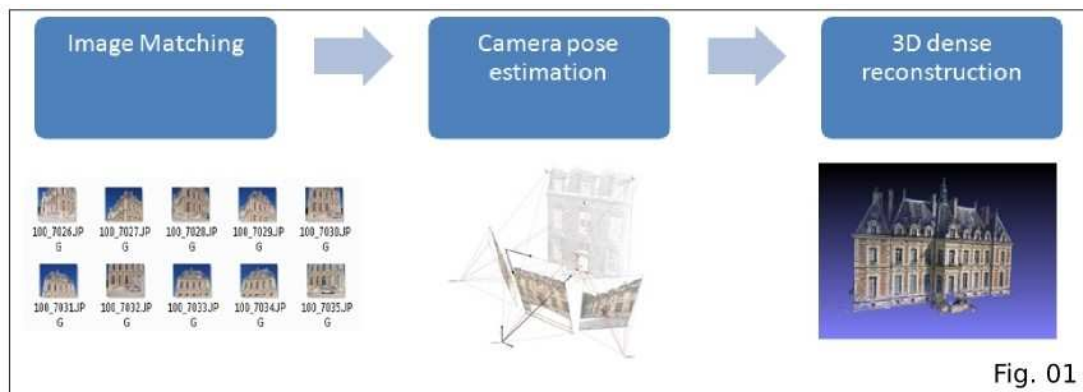 Image Matching
Camera pose
estimation
3D dense
reconstruction
100_7026.JP
G
100_7027.JP
G
100_7028.JP
G
100_7029.JP
G
100_7030.JP
G
100_7031.JP
G
100_7032.JP
G
100_7033.JP
G
100_7034.JP
G
100_7035.JP
G
Fig. 01